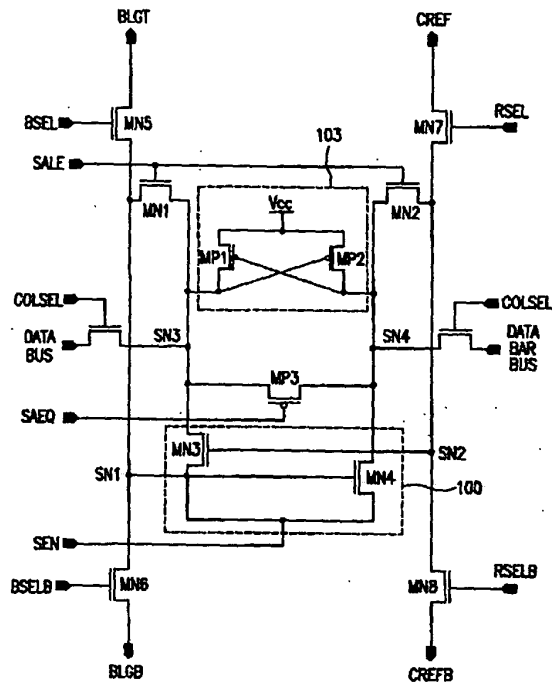 BLGT
CREF
BSEL
MN5
MN7
RSEL
SALE
103
MN1
Vcc
MN2
MP1
MP2
COLSEL
COLSEL
DATA
BUS
SN3
SN4
DATA
BAR
BUS
MP3
SAEQ
MN3
SN2
SN1
MN4
100
SEN
BSELB
MN6
MN8
RSELB
BLGB
CREFB